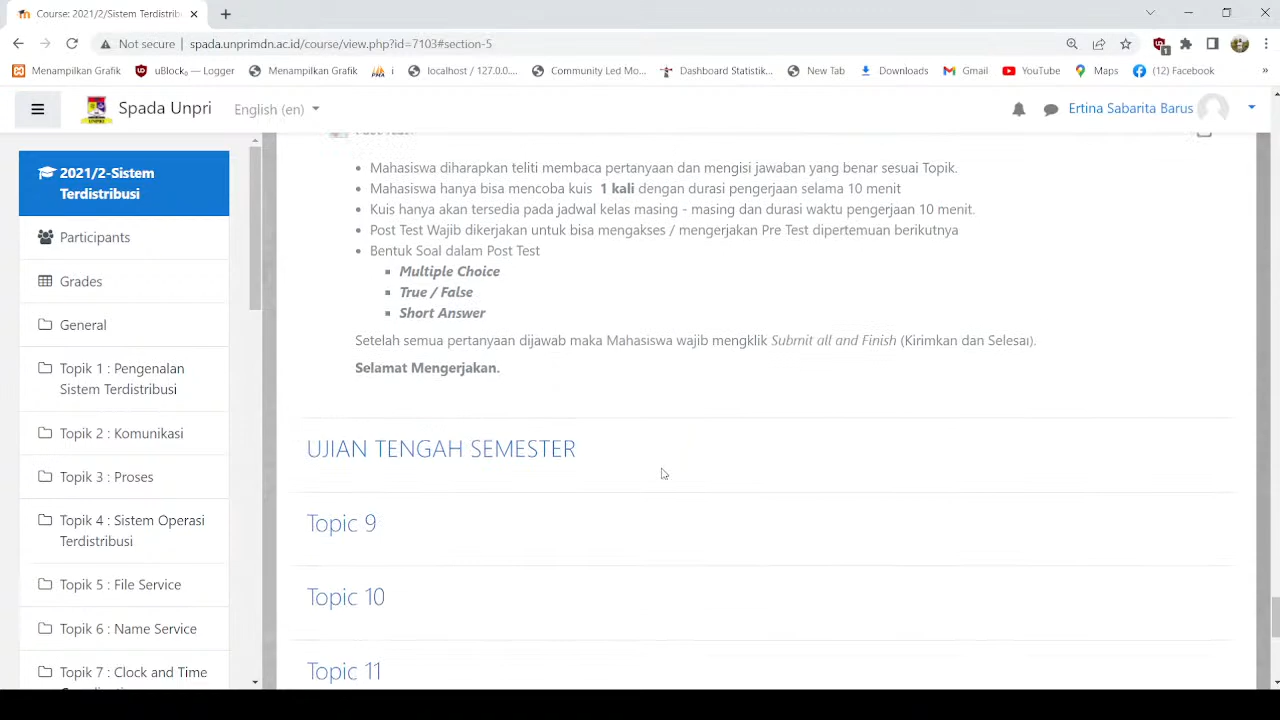 Course: 2021/2/Sistem Terdistrib
Not secure
spada.unprimdn.ac.id/course/view.php?id=7103#section-5
1
Menampilkan Grafik
uBlock₀ — Logger
Menampilkan Grafik
i
localhost / 127.0.0....
Community Led Mo...
Dashboard Statistik...
New Tab
Downloads
Gmail
YouTube
Maps
(12) Facebook
»
Spada Unpri
English (en)
Ertina Sabarita Barus
2021/2-Sistem
Terdistribusi
Participants
Grades
General
Topik 1 : Pengenalan
Sistem Terdistribusi
Topik 2 : Komunikasi
Topik 3 : Proses
Topik 4 : Sistem Operasi
Terdistribusi
Topik 5 : File Service
Topik 6 : Name Service
Topik 7 : Clock and Time
Mahasiswa diharapkan teliti membaca pertanyaan dan mengisi jawaban yang benar sesuai Topik.
Mahasiswa hanya bisa mencoba kuis 1 kali dengan durasi pengerjaan selama 10 menit
Kuis hanya akan tersedia pada jadwal kelas masing - masing dan durasi waktu pengerjaan 10 menit.
Post Test Wajib dikerjakan untuk bisa mengakses / mengerjakan Pre Test dipertemuan berikutnya
Bentuk Soal dalam Post Test
Multiple Choice
True / False
Short Answer
Setelah semua pertanyaan dijawab maka Mahasiswa wajib mengklik Submit all and Finish (Kirimkan dan Selesai).
Selamat Mengerjakan.
UJIAN TENGAH SEMESTER
Topic 9
Topic 10
Topic 11